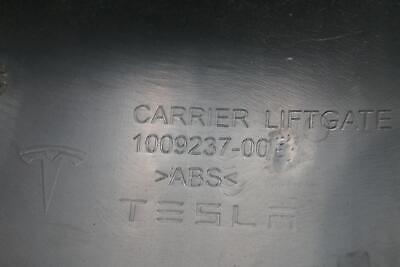 CARRIER LIFTGATE
1009237-00
>ABS<
TESLA